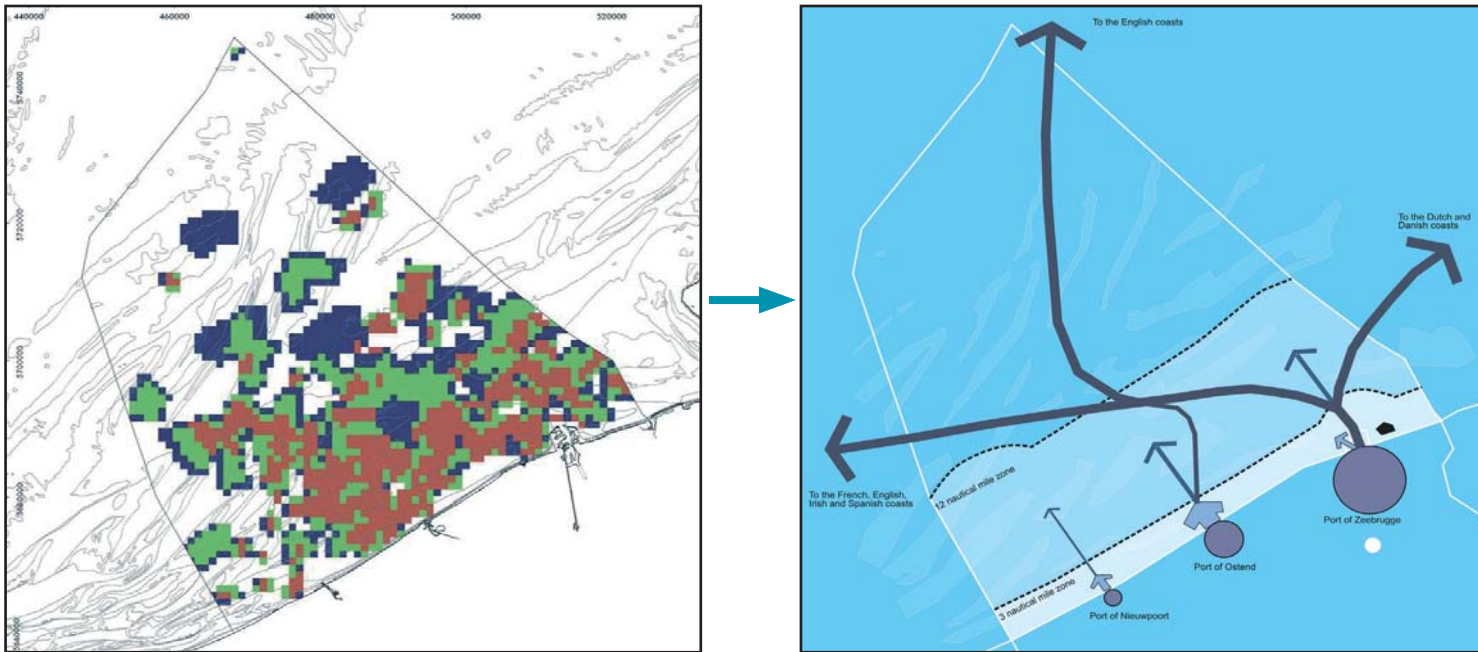 440000
460000
480000
500000
520000
5740000
5720000
5700000
5680000
5660000
To the English coasts
To the Dutch and
Danish coasts
12 nautical mile zone
To the French, English,
Irish and Spanish coasts
Port of Zeebrugge
Port of Ostend
3 nautical mile zone
Port of Nieuwpoort